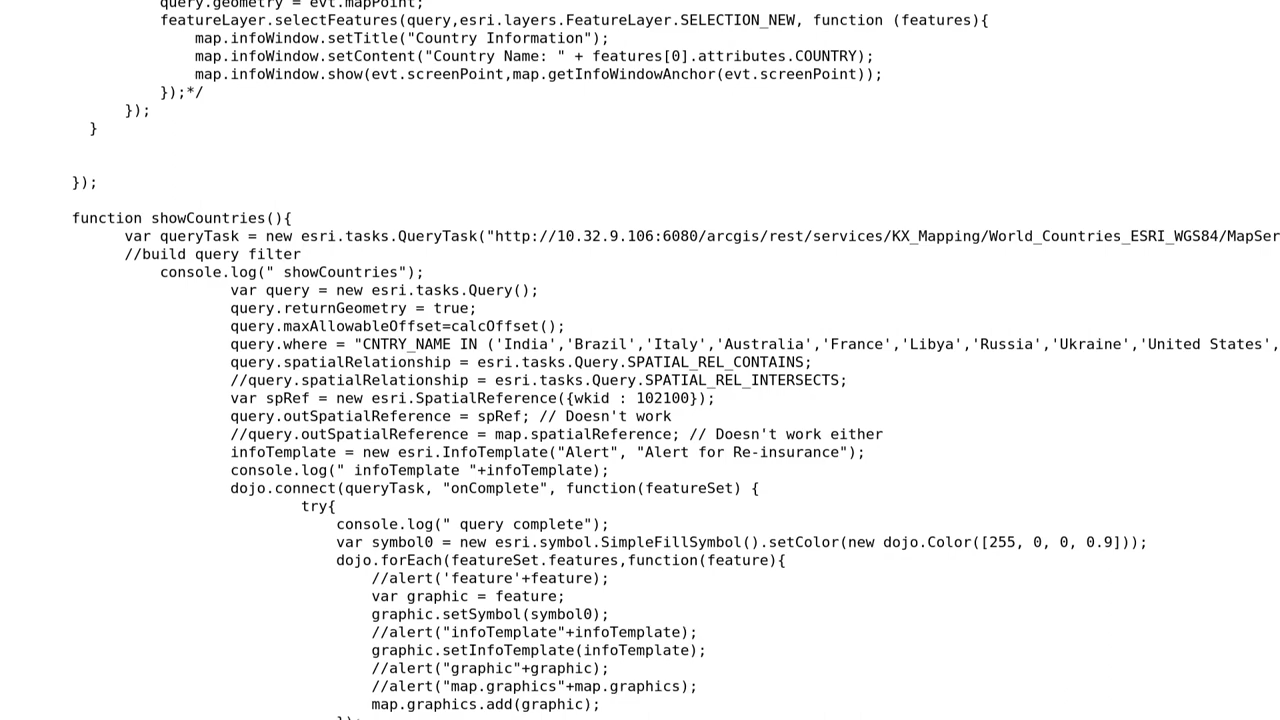 query.geometry = evt.mapPoint;
featureLayer.selectFeatures(query,esri.layers.FeatureLayer.SELECTION_NEW, function (features){
map.infoWindow.setTitle("Country Information");
map.infoWindow.setContent("Country Name: " + features[0].attributes.COUNTRY);
map.infoWindow.show(evt.screenPoint,map.getInfoWindowAnchor(evt.screenPoint));
});*/
});
}
});
function showCountries(){
var queryTask = new esri.tasks.QueryTask("http://10.32.9.106:6080/arcgis/rest/services/KX_Mapping/World_Countries_ESRI_WGS84/MapSer
//build query filter
console.log(" showCountries");
var query = new esri.tasks.Query();
query.returnGeometry = true;
query.maxAllowableOffset=calcOffset();
query.where = "CNTRY_NAME IN ('India','Brazil','Italy','Australia','France','Libya','Russia','Ukraine','United States',
query.spatialRelationship = esri.tasks.Query.SPATIAL_REL_CONTAINS;
//query.spatialRelationship = esri.tasks.Query.SPATIAL_REL_INTERSECTS;
var spRef = new esri.SpatialReference({wkid : 102100});
query.outSpatialReference = spRef; // Doesn't work
//query.outSpatialReference = map.spatialReference; // Doesn't work either
infoTemplate = new esri.InfoTemplate("Alert", "Alert for Re-insurance");
console.log(" infoTemplate "+infoTemplate);
dojo.connect(queryTask, "onComplete", function(featureSet) {
try{
console.log(" query complete");
var symbol0 = new esri.symbol.SimpleFillSymbol().setColor(new dojo.Color([255, 0, 0, 0.9]));
dojo.forEach(featureSet.features,function(feature){
//alert('feature'+feature);
var graphic = feature;
graphic.setSymbol(symbol0);
//alert("infoTemplate"+infoTemplate);
graphic.setInfoTemplate(infoTemplate);
//alert("graphic"+graphic);
//alert("map.graphics"+map.graphics);
map.graphics.add(graphic);
});